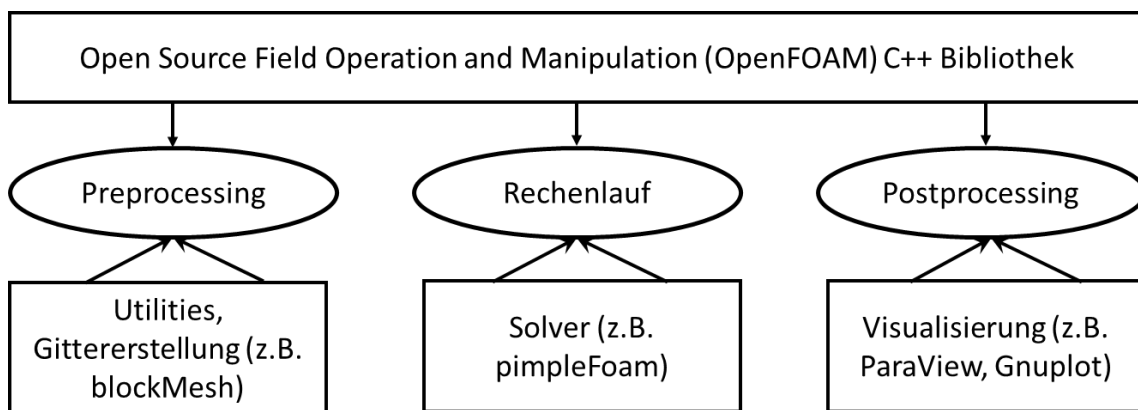 Open Source Field Operation and Manipulation (OpenFOAM) C++ Bibliothek
Preprocessing
Rechenlauf
Postprocessing
Utilities,
Gittererstellung (z.B.
blockMesh)
Solver (z.B.
pimpleFoam)
Visualisierung (z.B.
ParaView, Gnuplot)